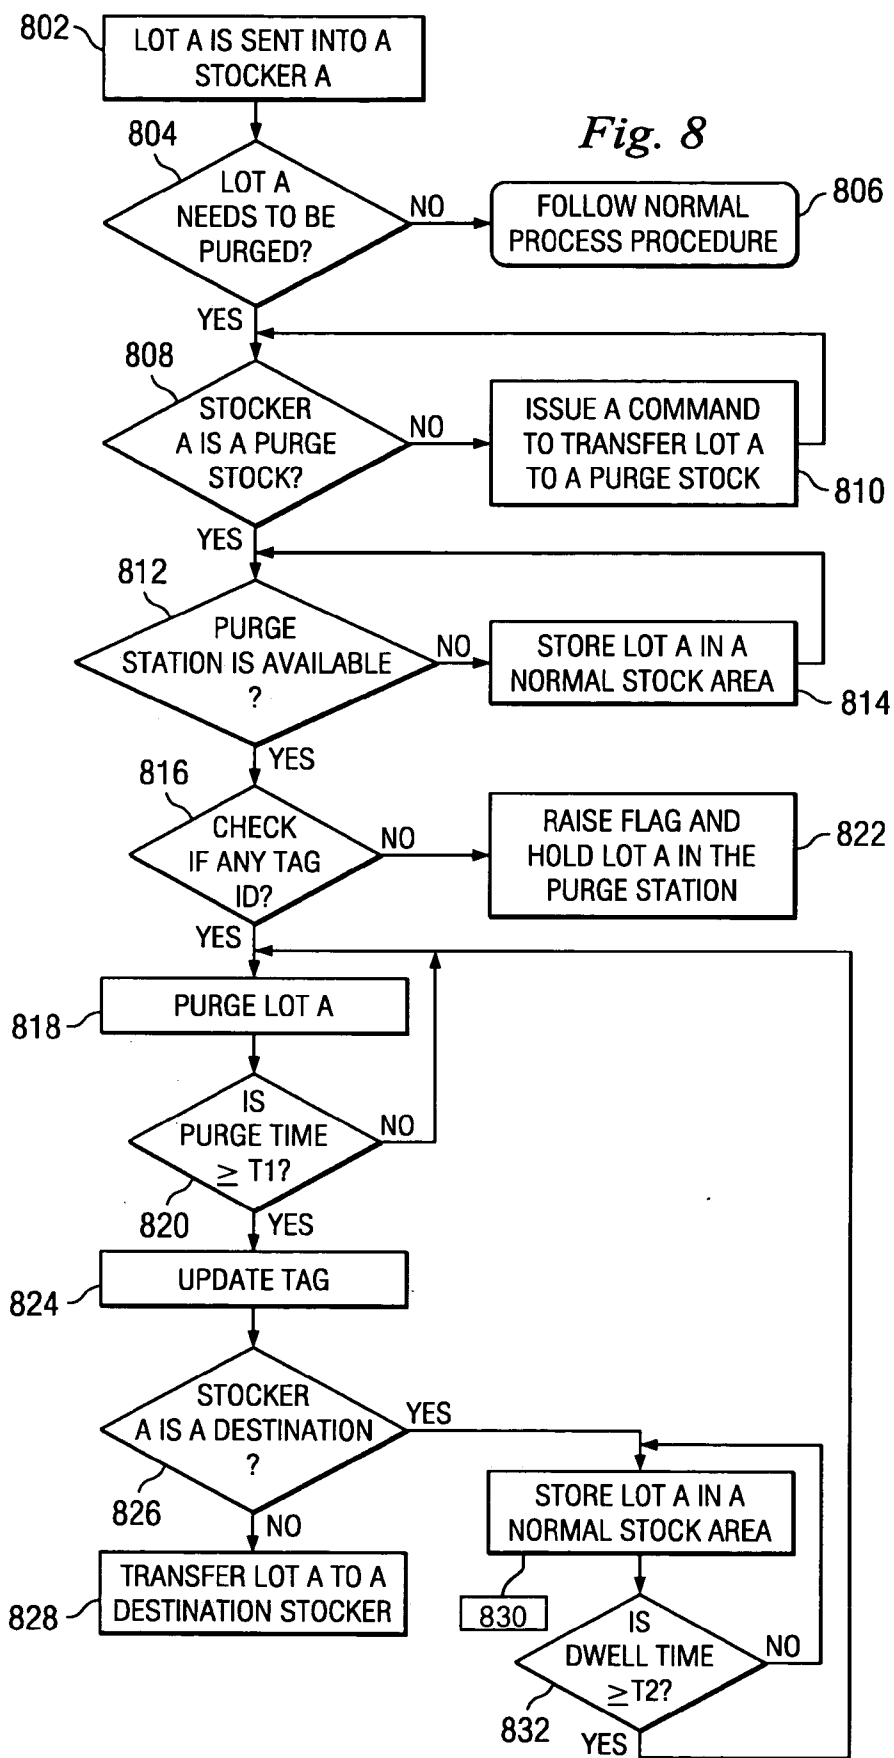 802
LOT A IS SENT INTO A
STOCKER A
Fig. 8
804
LOT A
NEEDS TO BE
PURGED?
NO
FOLLOW NORMAL
PROCESS PROCEDURE
806
YES
808
STOCKER
A IS A PURGE
STOCK?
NO
ISSUE A COMMAND
TO TRANSFER LOT A
TO A PURGE STOCK
810
YES
812
PURGE
STATION IS AVAILABLE
?
NO
STORE LOT A IN A
NORMAL STOCK AREA
814
YES
816
CHECK
IF ANY TAG
ID?
NO
RAISE FLAG AND
HOLD LOT A IN THE
PURGE STATION
822
YES
PURGE LOT A
818
IS
PURGE TIME
≥ T1?
NO
820
YES
UPDATE TAG
824
STOCKER
A IS A DESTINATION
?
YES
826
NO
TRANSFER LOT A TO A
DESTINATION STOCKER
828
STORE LOT A IN A
NORMAL STOCK AREA
830
IS
DWELL TIME
≥ T2?
NO
832
YES